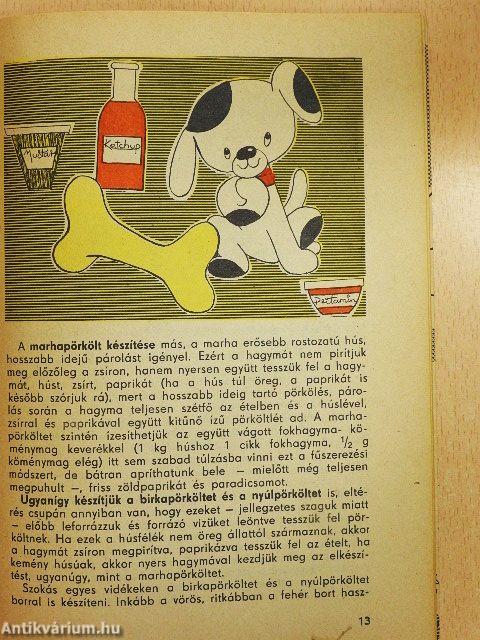 Mustár
Ketchup
Pritamin
A marhapörkölt készítése más, a marha erősebb rostozatú hús,
hosszabb idejű párolást igényel. Ezért a hagymát nem pirítjuk
meg előzőleg a zsiron, hanem nyersen együtt tesszük fel a hagy-
mát, húst, zsírt, paprikát (ha a hús túl öreg, a paprikát is
később szórjuk rá), mert a hosszabb ideig tartó pörkölés, páro-
lás során a hagyma teljesen szétfő az ételben és a húslével,
zsírral és paprikával együtt kitűnő ízű pörköltlét ad. A marha-
pörköltet szintén ízesíthetjük az együtt vágott fokhagyma- kö-
ménymag keverékkel (1 kg húshoz 1 cikk fokhagyma, 1/2 g
köménymag elég) itt sem szabad túlzásba vinni ezt a fűszerezési
módszert, de bátran apríthatunk bele – mielőtt még teljesen
megpuhult –, friss zöldpaprikát és paradicsomot.
Ugyanígy készítjük a birkapörköltet és a nyúlpörköltet is, elté-
rés csupán annyiban van, hogy ezeket – jellegzetes szaguk miatt
– előbb leforrázzuk és forrázó vizüket leöntve tesszük fel pör-
költnek. Ha ezek a húsfélék nem öreg állattól származnak, akkor
a hagymát zsíron megpirítva, paprikázva tesszük fel az ételt, ha
kemény húsúak, akkor nyers hagymával kezdjük meg az elkészí-
tést, ugyanúgy, mint a marhapörköltet.
Szokás egyes vidékeken a birkapörköltet és a nyúlpörköltet
borral is készíteni. Inkább a vörös, ritkábban a fehér bort hasz-
13
Antikvárium.hu